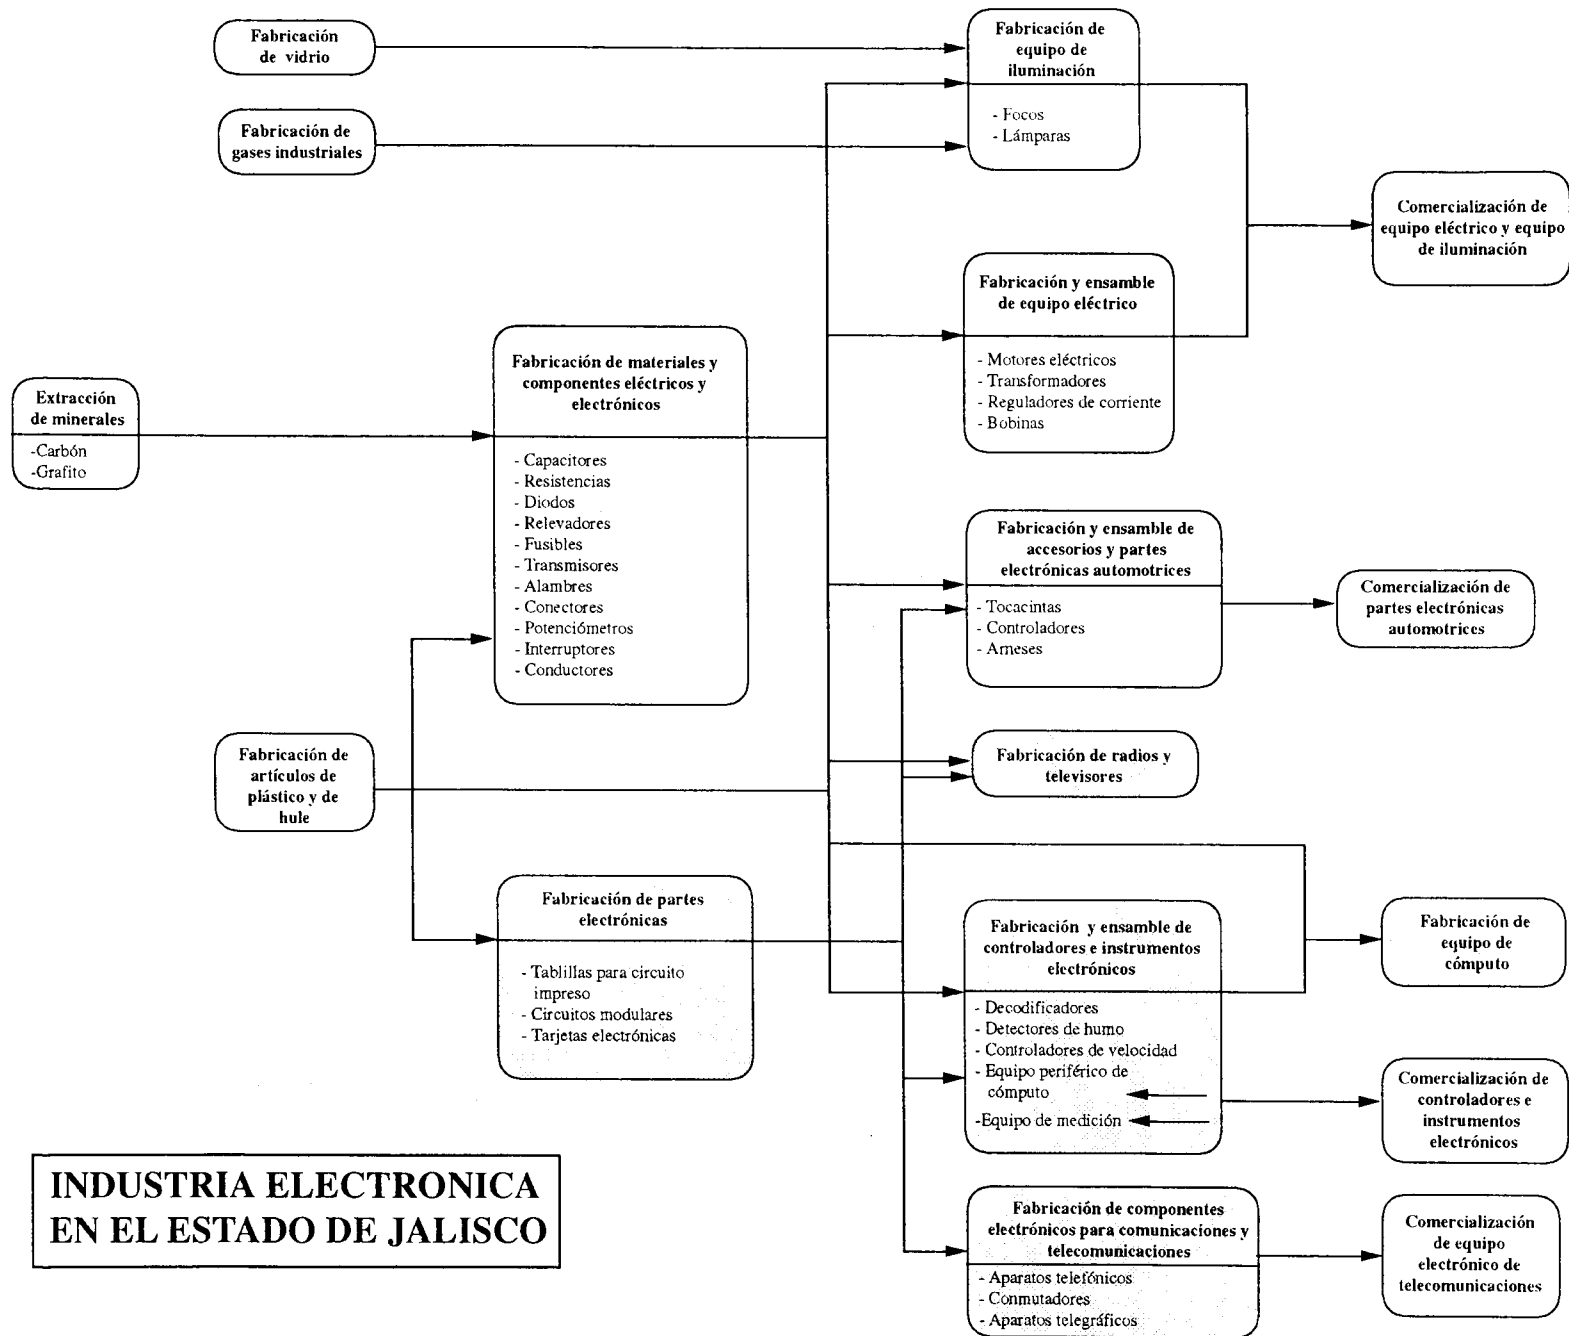 Fabricación
de vidrio
Fabricación de
gases industriales
Fabricación de
equipo de
iluminación
- Focos
- Lámparas
Comercialización de
equipo eléctrico y equipo
de iluminación
Fabricación y ensamble
de equipo eléctrico
- Motores eléctricos
- Transformadores
- Reguladores de corriente
- Bobinas
Extracción
de minerales
-Carbón
-Grafito
Fabricación de materiales y
componentes eléctricos y
electrónicos
- Capacitores
- Resistencias
- Diodos
- Relevadores
- Fusibles
- Transmisores
- Alambres
- Conectores
- Potenciómetros
- Interruptores
- Conductores
Fabricación y ensamble de
accesorios y partes
electrónicas automotrices
- Tocacintas
- Controladores
- Arneses
Comercialización de
partes electrónicas
automotrices
Fabricación de
artículos de
plástico y de
hule
Fabricación de radios y
televisores
Fabricación de partes
electrónicas
- Tablillas para circuito
impreso
- Circuitos modulares
- Tarjetas electrónicas
Fabricación y ensamble de
controladores e instrumentos
electrónicos
- Decodificadores
- Detectores de humo
- Controladores de velocidad
- Equipo periférico de
cómputo
-Equipo de medición
Fabricación de
equipo de
cómputo
Comercialización de
controladores e
instrumentos
electrónicos
INDUSTRIA ELECTRONICA
EN EL ESTADO DE JALISCO
Fabricación de componentes
electrónicos para comunicaciones y
telecomunicaciones
- Aparatos telefónicos
- Conmutadores
- Aparatos telegráficos
Comercialización
de equipo
electrónico de
telecomunicaciones